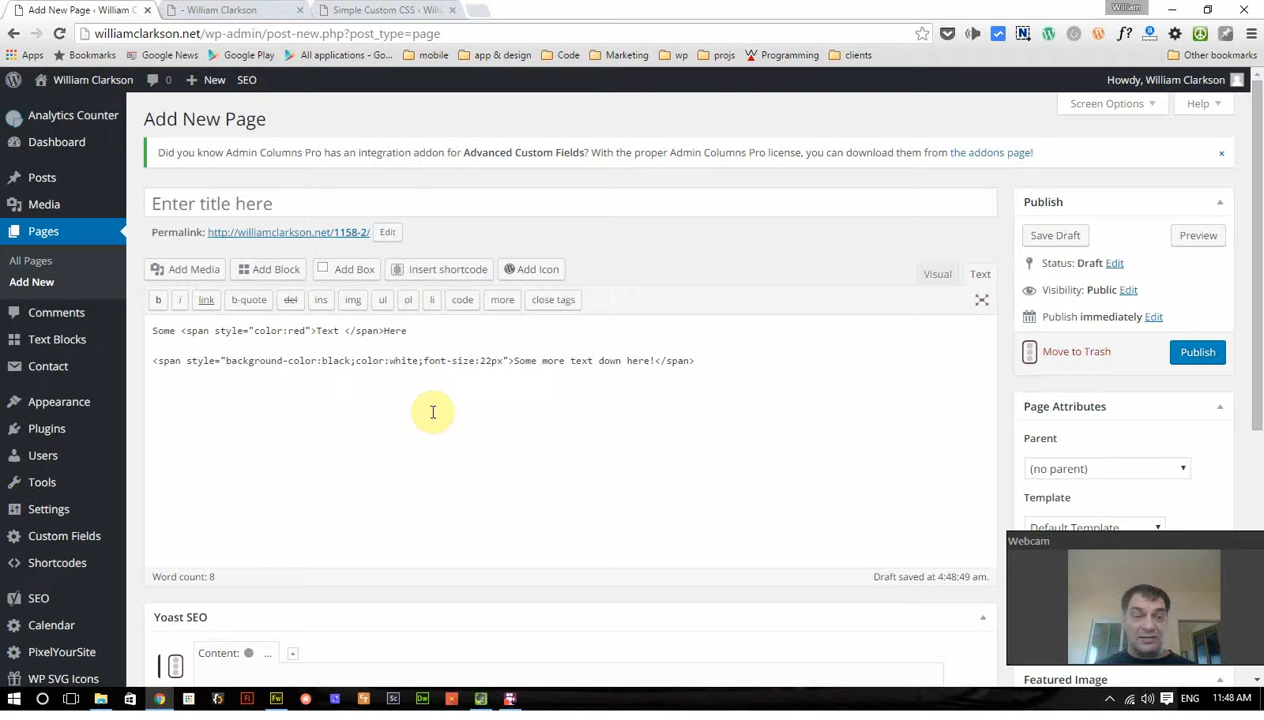 Add New Page ‹ William C
- William Clarkson
Simple Custom CSS ‹ Willi
William
williamclarkson.net/wp-admin/post-new.php?post_type=page
Apps Bookmarks Google News Google Play All applications - Go... mobile app & design Code Marketing wp projs Programming clients Other bookmarks
William Clarkson 0 New SEO Howdy, William Clarkson
Screen Options Help
Analytics Counter
Dashboard
Posts
Media
Pages
All Pages
Add New
Comments
Text Blocks
Contact
Appearance
Plugins
Users
Tools
Settings
Custom Fields
Shortcodes
SEO
Calendar
PixelYourSite
WP SVG Icons
Add New Page
Did you know Admin Columns Pro has an integration addon for Advanced Custom Fields? With the proper Admin Columns Pro license, you can download them from the addons page!
Enter title here
Permalink: http://williamclarkson.net/1158-2/ Edit
Add Media Add Block Add Box Insert shortcode Add Icon
Visual Text
b i link b-quote del ins img ul ol li code more close tags
Some <span style="color:red">Text </span>Here
<span style="background-color:black;color:white;font-size:22px">Some more text down here!</span>
Word count: 8 Draft saved at 4:48:49 am.
Yoast SEO
Content: ... +
Publish
Save Draft Preview
Status: Draft Edit
Visibility: Public Edit
Publish immediately Edit
Move to Trash Publish
Page Attributes
Parent
(no parent)
Template
Default Template
Webcam
Featured Image
ENG 11:48 AM